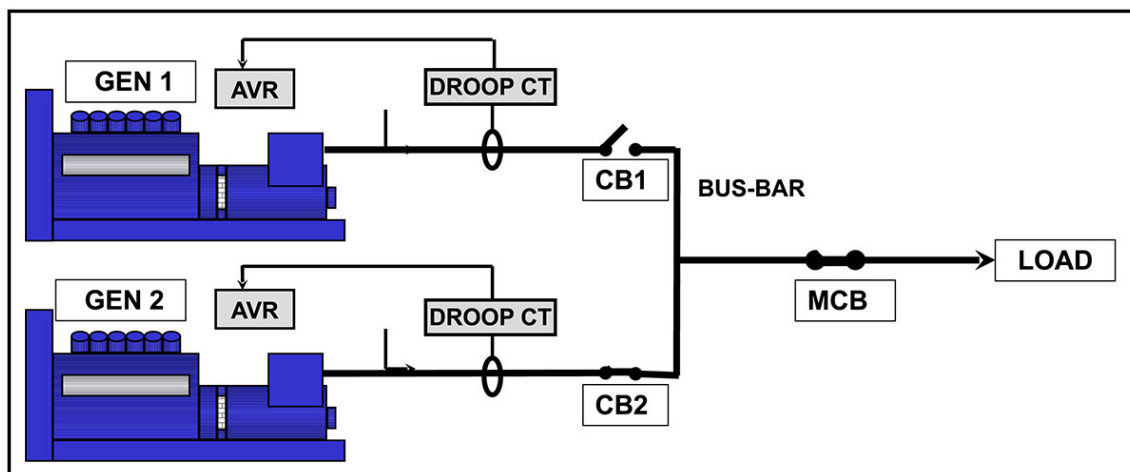 GEN 1
AVR
DROOP CT
CB1
BUS-BAR
LOAD
MCB
GEN 2
AVR
DROOP CT
CB2